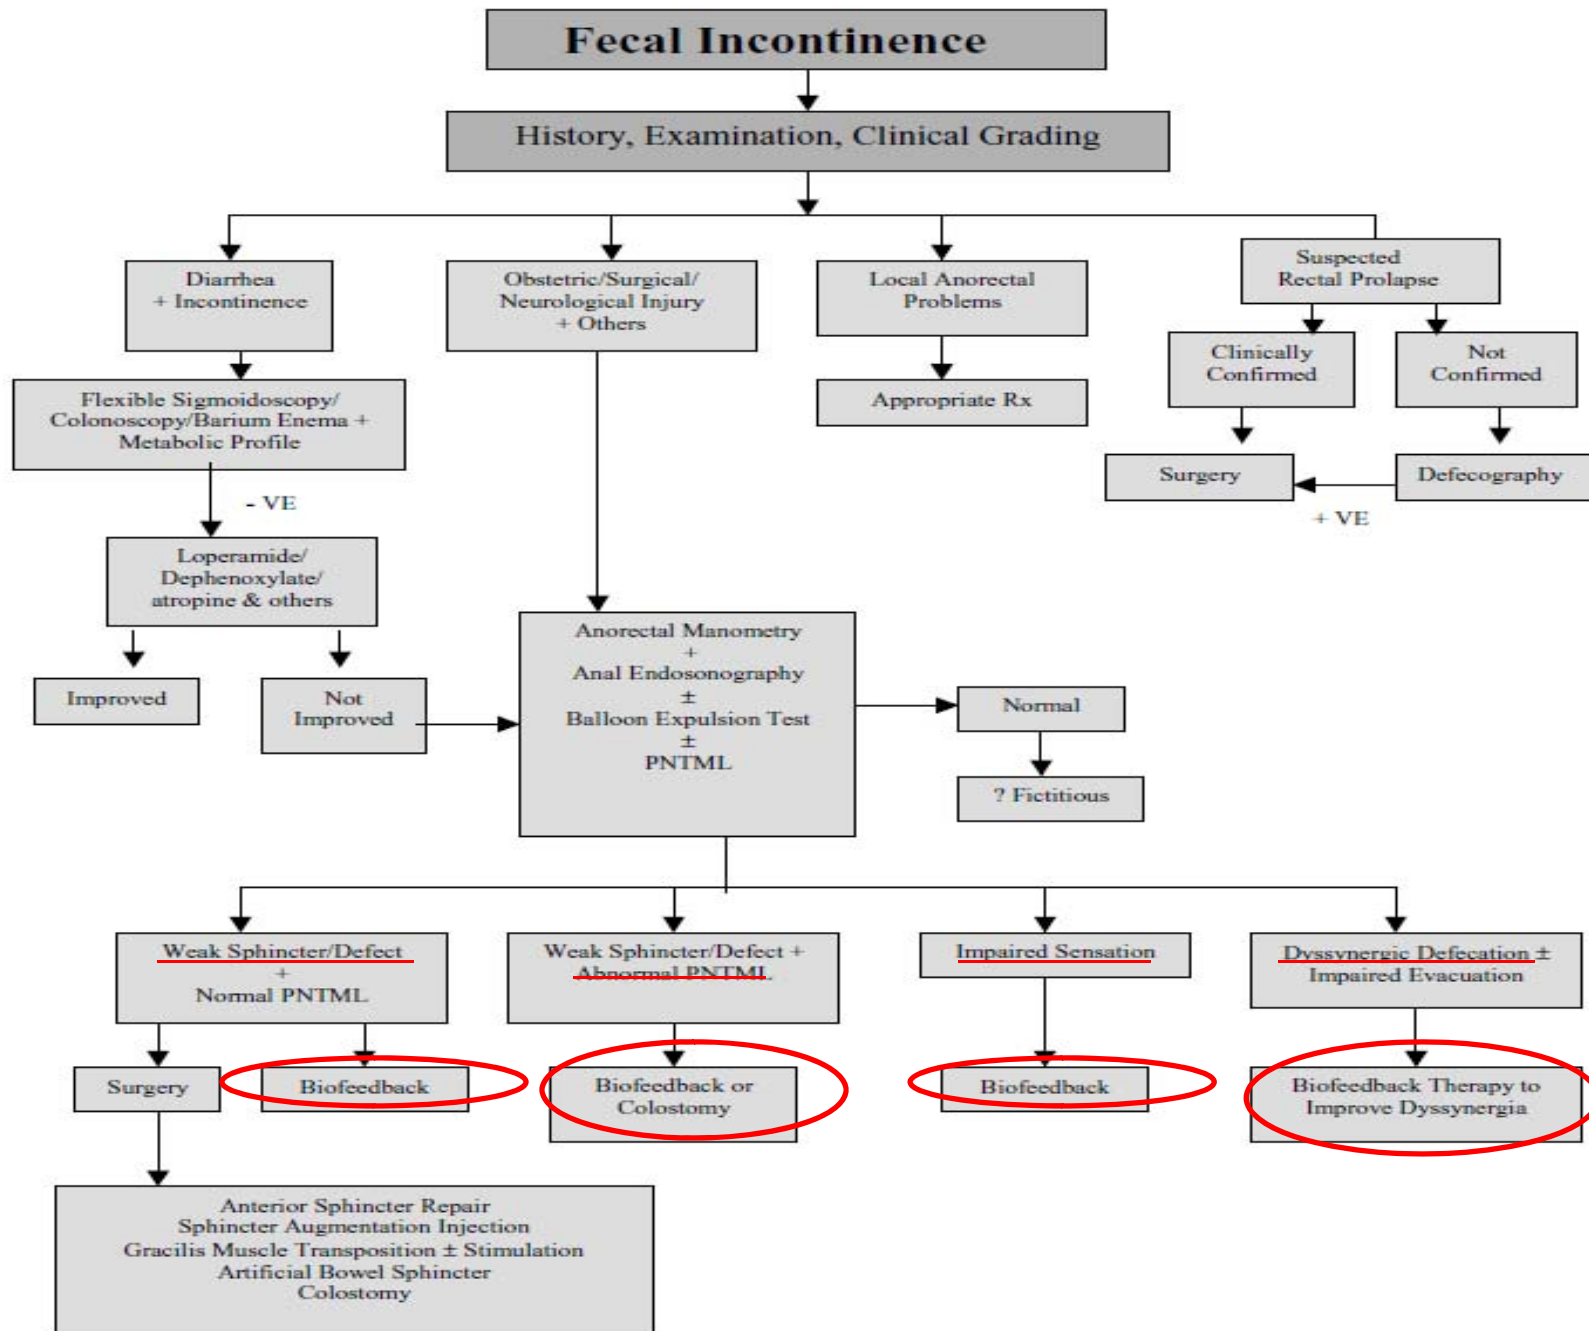 Fecal Incontinence
History, Examination, Clinical Grading
Diarrhea
+ Incontinence
Obstetric/Surgical/
Neurological Injury
+ Others
Local Anorectal
Problems
Suspected
Rectal Prolapse
Clinically
Confirmed
Not
Confirmed
Flexible Sigmoidoscopy/
Colonoscopy/Barium Enema +
Metabolic Profile
Appropriate Rx
Surgery
Defecography
- VE
+ VE
Loperamide/
Dephenoxylate/
atropine & others
Improved
Not
Improved
Anorectal Manometry
+
Anal Endosonography
±
Balloon Expulsion Test
±
PNTML
Normal
? Fictitious
Weak Sphincter/Defect
+
Normal PNTML
Weak Sphincter/Defect +
Abnormal PNTML
Impaired Sensation
Dyssynergic Defecation ±
Impaired Evacuation
Surgery
Biofeedback
Biofeedback or
Colostomy
Biofeedback
Biofeedback Therapy to
Improve Dyssynergia
Anterior Sphincter Repair
Sphincter Augmentation Injection
Gracilis Muscle Transposition ± Stimulation
Artificial Bowel Sphincter
Colostomy